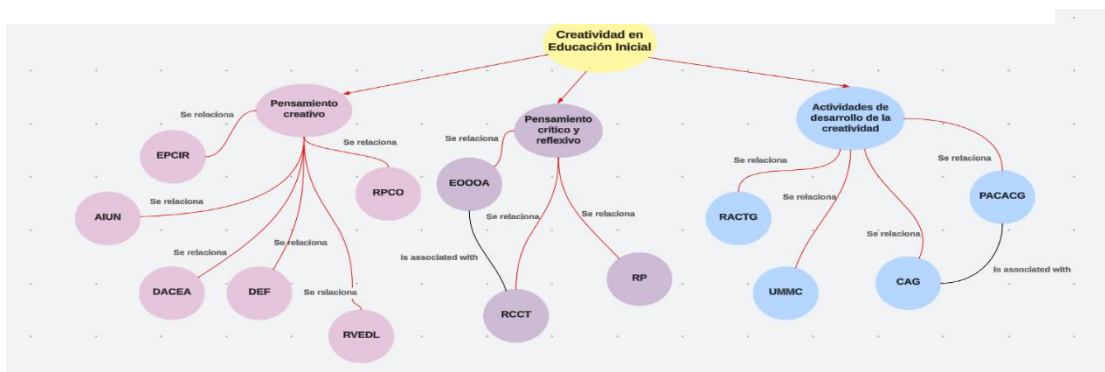 Creatividad en
Educación Inicial
Pensamiento
creativo
Pensamiento
crítico y
reflexivo
Actividades de
desarrollo de la
creatividad
Se relaciona
EPCIR
Se relaciona
RPCO
Se relaciona
AIUN
Se relaciona
DACEA
Se relaciona
DEF
Se relaciona
RVEDL
Se relaciona
EOOOA
Se relaciona
is associated with
RCCT
Se relaciona
RP
Se relaciona
RACTG
Se relaciona
UMMC
Se relaciona
CAG
Se relaciona
PACACG
is associated with